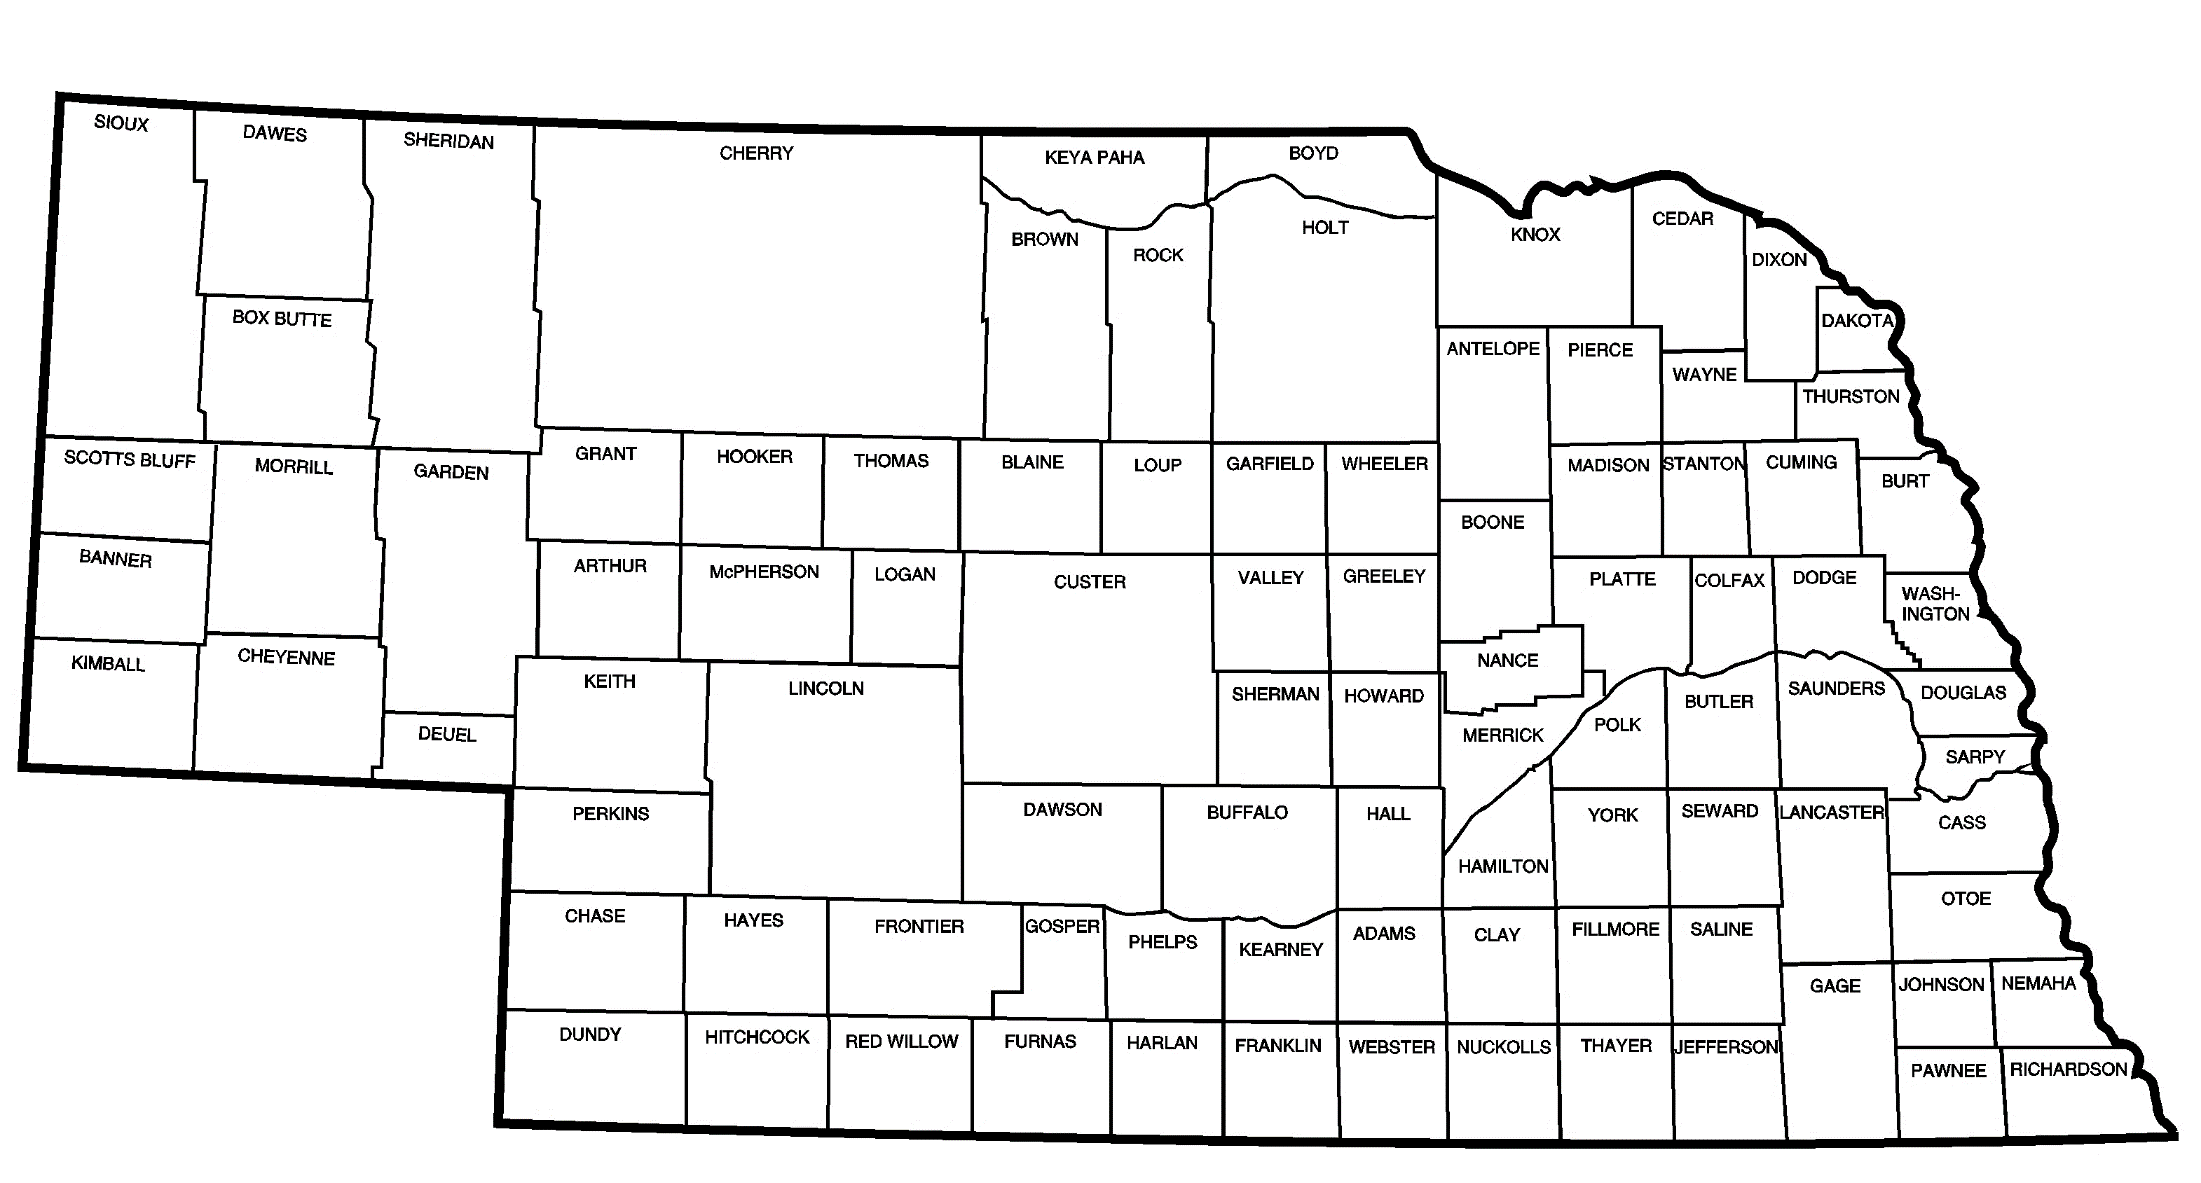 SIOUX
DAWES
SHERIDAN
CHERRY
KEYA PAHA
BOYD
BROWN
ROCK
HOLT
KNOX
CEDAR
DIXON
DAKOTA
BOX BUTTE
ANTELOPE
PIERCE
WAYNE
THURSTON
SCOTTS BLUFF
MORRILL
GARDEN
GRANT
HOOKER
THOMAS
BLAINE
LOUP
GARFIELD
WHEELER
MADISON
STANTON
CUMING
BURT
BOONE
BANNER
ARTHUR
McPHERSON
LOGAN
CUSTER
VALLEY
GREELEY
PLATTE
COLFAX
DODGE
WASH-
INGTON
KIMBALL
CHEYENNE
KEITH
LINCOLN
SHERMAN
HOWARD
NANCE
MERRICK
POLK
BUTLER
SAUNDERS
DOUGLAS
DEUEL
SARPY
PERKINS
DAWSON
BUFFALO
HALL
HAMILTON
YORK
SEWARD
LANCASTER
CASS
OTOE
CHASE
HAYES
FRONTIER
GOSPER
PHELPS
KEARNEY
ADAMS
CLAY
FILLMORE
SALINE
GAGE
JOHNSON
NEMAHA
DUNDY
HITCHCOCK
RED WILLOW
FURNAS
HARLAN
FRANKLIN
WEBSTER
NUCKOLLS
THAYER
JEFFERSON
PAWNEE
RICHARDSON